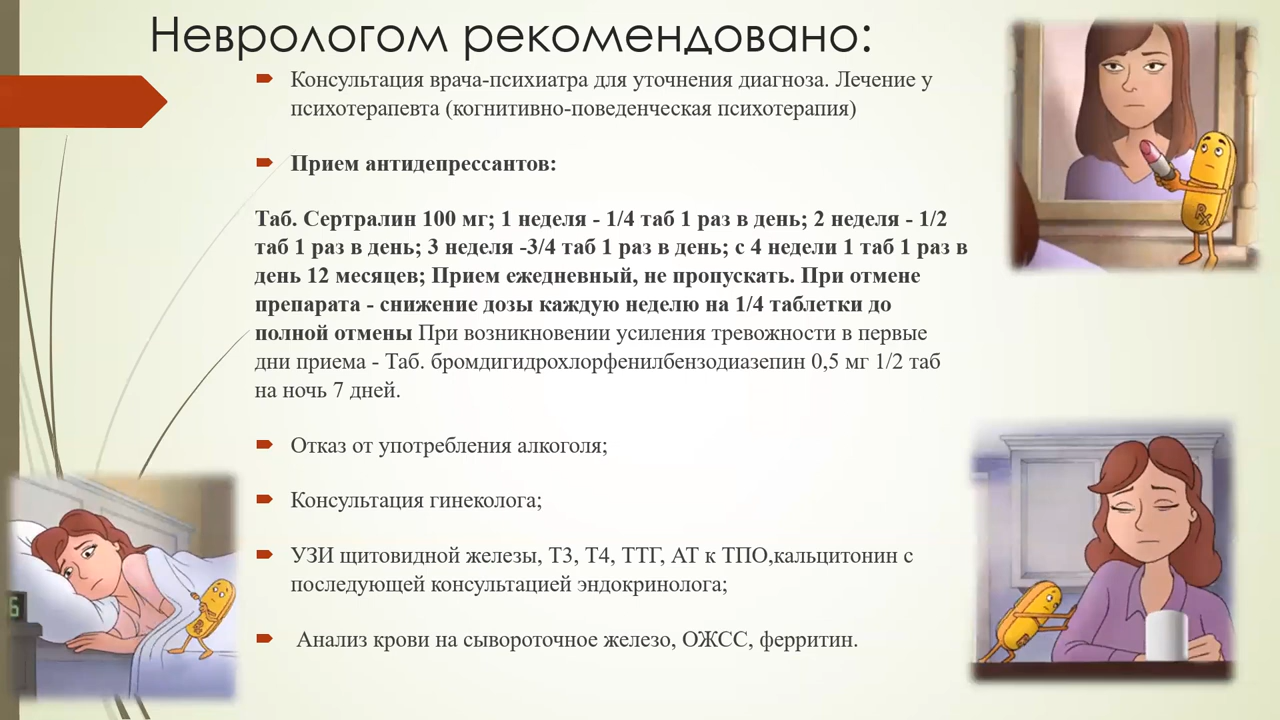 Неврологом рекомендовано:
Консультация врача-психиатра для уточнения диагноза. Лечение у
психотерапевта (когнитивно-поведенческая психотерапия)
Прием антидепрессантов:
Таб. Сертралин 100 мг; 1 неделя - 1/4 таб 1 раз в день; 2 неделя - 1/2
таб 1 раз в день; 3 неделя -3/4 таб 1 раз в день; с 4 недели 1 таб 1 раз в
день 12 месяцев; Прием ежедневный, не пропускать. При отмене
препарата - снижение дозы каждую неделю на 1/4 таблетки до
полной отмены При возникновении усиления тревожности в первые
дни приема - Таб. бромдигидрохлорфенилбензодиазепин 0,5 мг 1/2 таб
на ночь 7 дней.
Отказ от употребления алкоголя;
Консультация гинеколога;
УЗИ щитовидной железы, Т3, Т4, ТТГ, АТ к ТПО,кальцитонин с
последующей консультацией эндокринолога;
Анализ крови на сывороточное железо, ОЖСС, ферритин.
RX
6